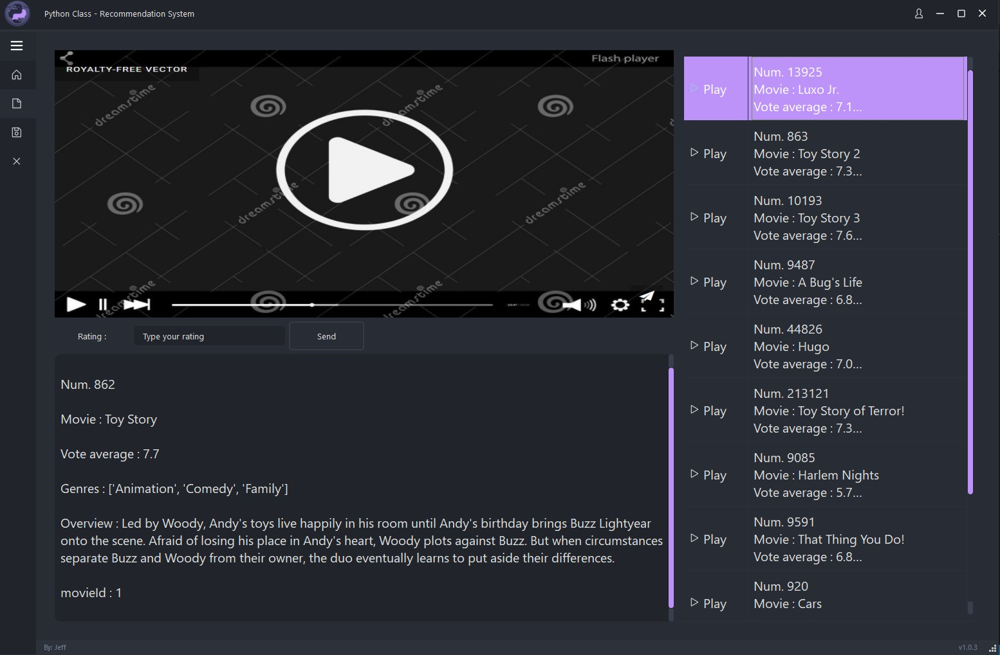 Python Class - Recommendation System
Flash player
ROYALTY-FREE VECTOR
dreamstime
dreamstime
dreamstime
dreamstime
dreamstime
dreamstime
dreamstime
Rating :
Type your rating
Send
Num. 862
Movie : Toy Story
Vote average : 7.7
Genres : ['Animation', 'Comedy', 'Family']
Overview : Led by Woody, Andy's toys live happily in his room until Andy's birthday brings Buzz Lightyear
onto the scene. Afraid of losing his place in Andy's heart, Woody plots against Buzz. But when circumstances
separate Buzz and Woody from their owner, the duo eventually learns to put aside their differences.
movieId : 1
Play
Num. 13925
Movie : Luxo Jr.
Vote average : 7.1...
Play
Num. 863
Movie : Toy Story 2
Vote average : 7.3...
Play
Num. 10193
Movie : Toy Story 3
Vote average : 7.6...
Play
Num. 9487
Movie : A Bug's Life
Vote average : 6.8...
Play
Num. 44826
Movie : Hugo
Vote average : 7.0...
Play
Num. 213121
Movie : Toy Story of Terror!
Vote average : 7.3...
Play
Num. 9085
Movie : Harlem Nights
Vote average : 5.7...
Play
Num. 9591
Movie : That Thing You Do!
Vote average : 6.8...
Play
Num. 920
Movie : Cars
By: Jeff
v1.0.3